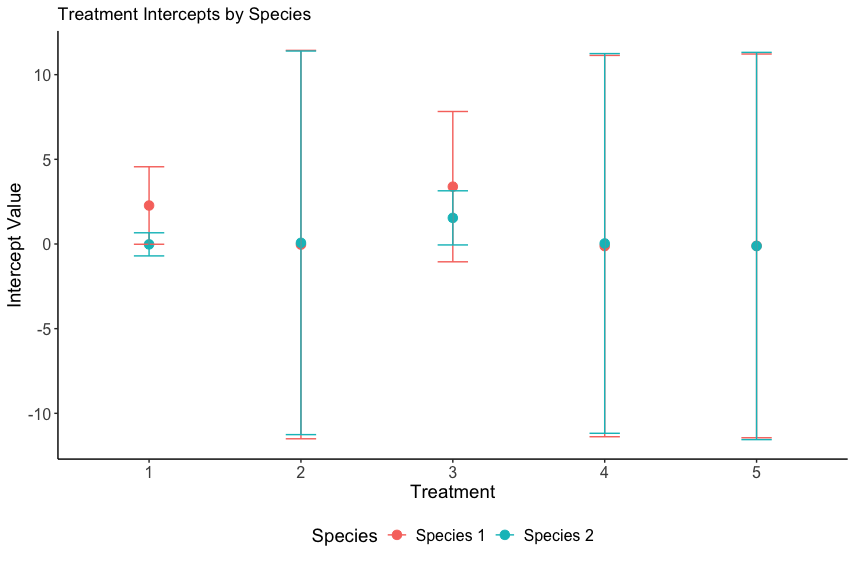 Treatment Intercepts by Species
Intercept Value
10
5
0
-5
-10
1 2 3 4 5
Treatment
Species Species 1 Species 2